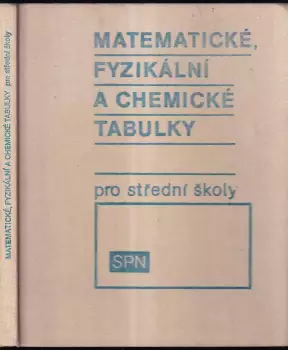 MATEMATICKÉ, FYZIKÁLNÍ A CHEMICKÉ TABULKY pro střední školy
MATEMATICKÉ,
FYZIKÁLNÍ
A CHEMICKÉ
TABULKY
pro střední školy
SPN